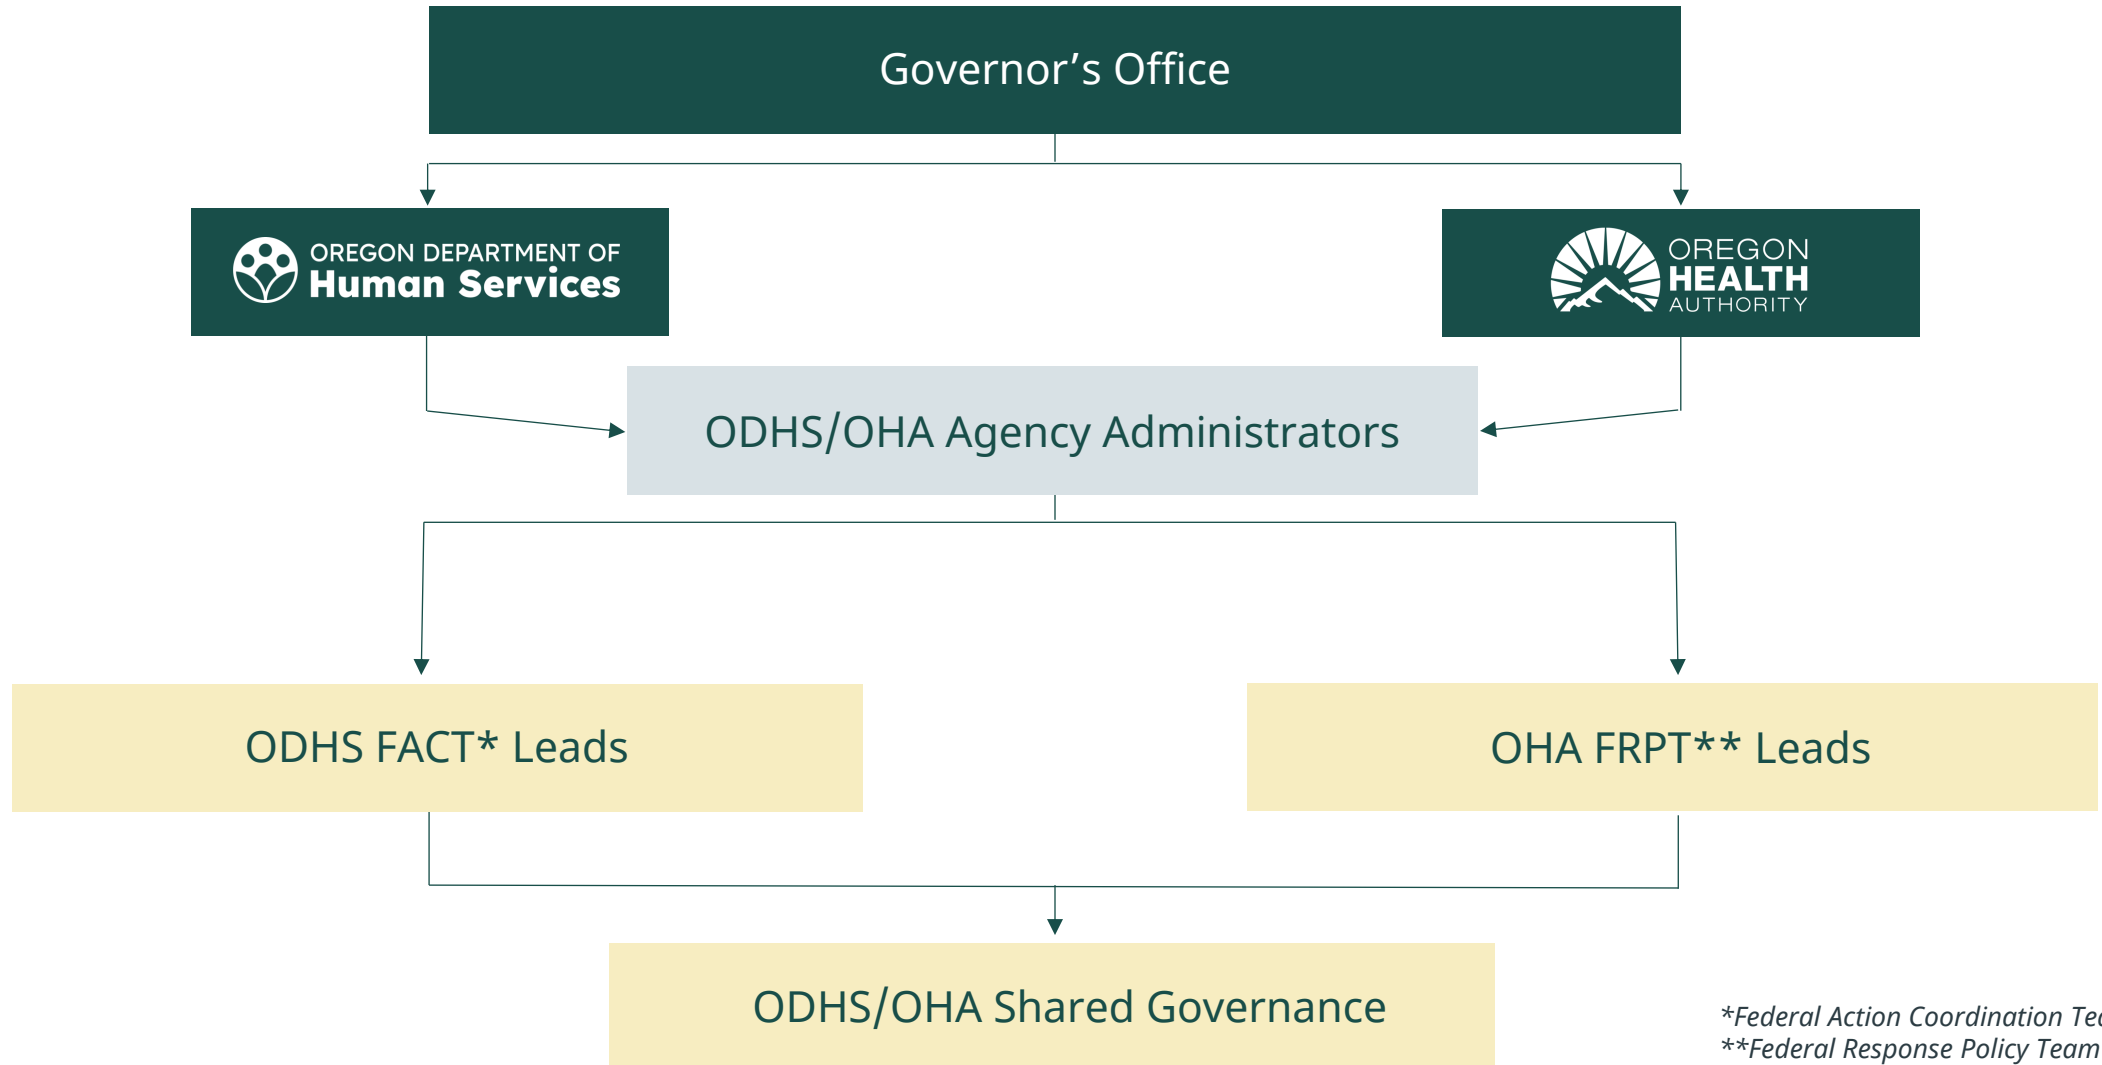 Governor’s Office
OREGON DEPARTMENT OF
Human Services
OREGON
HEALTH
AUTHORITY
ODHS/OHA Agency Administrators
ODHS FACT* Leads
OHA FRPT** Leads
ODHS/OHA Shared Governance
*Federal Action Coordination
**Federal Response Policy Team